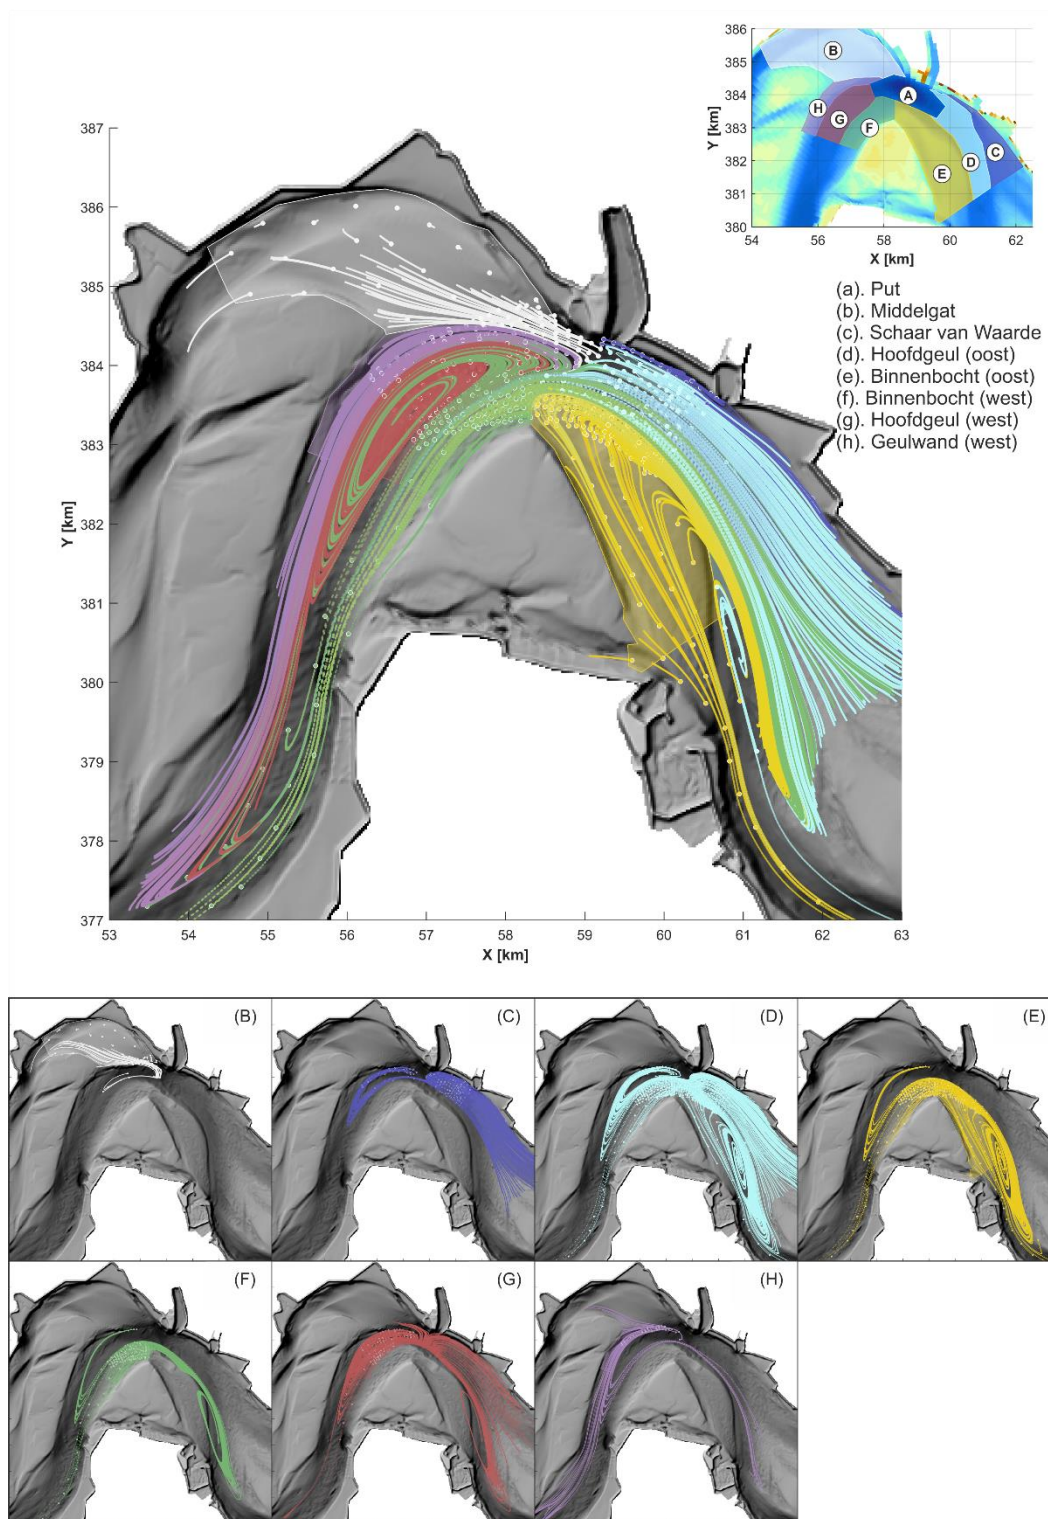 386
385
384
383
382
381
380
Y [km]
54
56
58
60
62
X [km]
B
A
H
G
F
C
D
E
(a). Put
(b). Middelgat
(c). Schaar van Waarde
(d). Hoofdgeul (oost)
(e). Binnenbocht (oost)
(f). Binnenbocht (west)
(g). Hoofdgeul (west)
(h). Geulwand (west)
387
386
385
384
383
382
381
380
379
378
377
Y [km]
53
54
55
56
57
58
59
60
61
62
63
X [km]
(B)
(C)
(D)
(E)
(F)
(G)
(H)